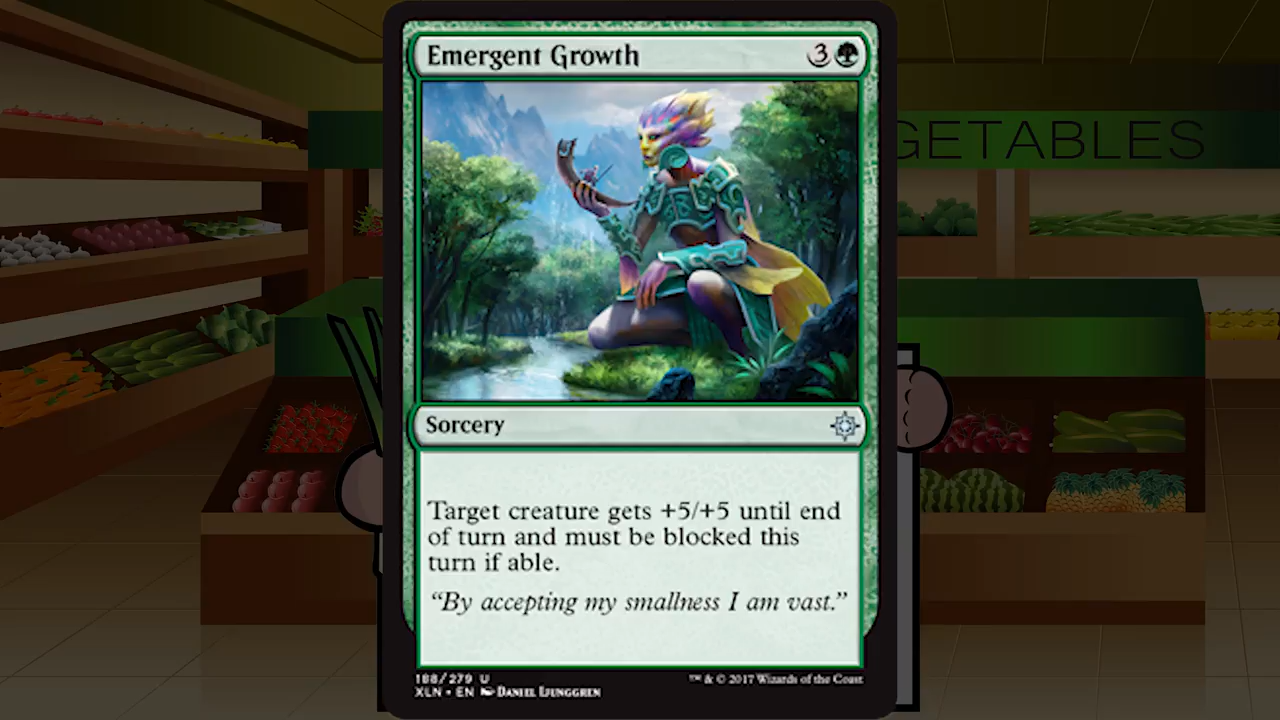 Emergent Growth 3
GETABLES
Sorcery
Target creature gets +5/+5 until end
of turn and must be blocked this
turn if able.
“By accepting my smallness I am vast.”
188/279 U
XLN • EN DANIEL LJUNGGREN
™ & © 2017 Wizards of the Coast